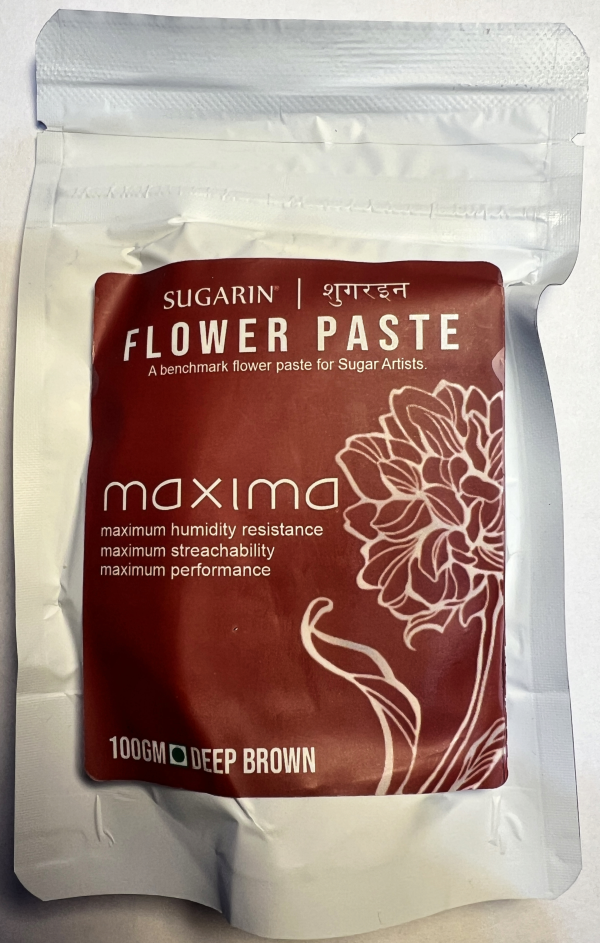 SUGARIN® | शुगरइन
FLOWER PASTE
A benchmark flower paste for Sugar Artists.
maxima
maximum humidity resistance
maximum streachability
maximum performance
100GM DEEP BROWN